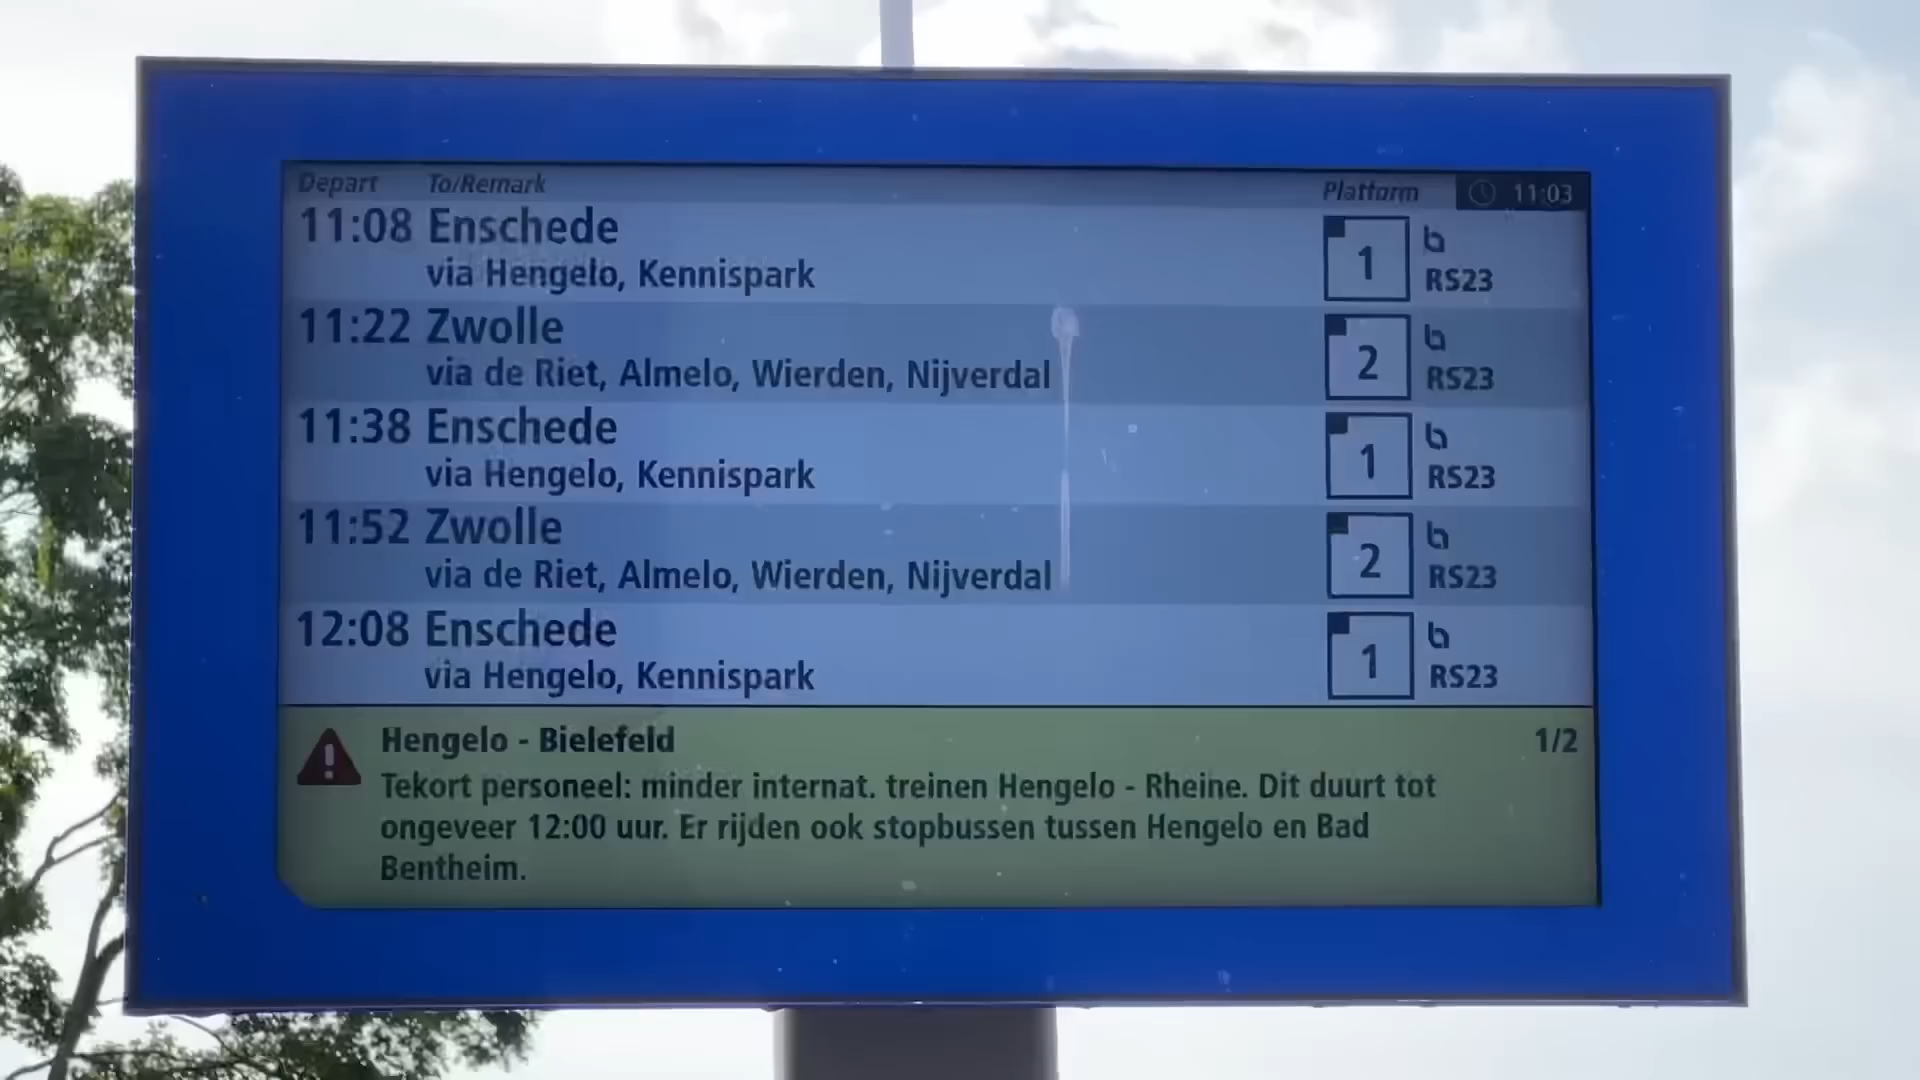 Depart To/Remark Platform 11:03
11:08 Enschede 1 b
via Hengelo, Kennispark RS23
11:22 Zwolle 2 b
via de Riet, Almelo, Wierden, Nijverdal RS23
11:38 Enschede 1 b
via Hengelo, Kennispark RS23
11:52 Zwolle 2 b
via de Riet, Almelo, Wierden, Nijverdal RS23
12:08 Enschede 1 b
via Hengelo, Kennispark RS23
Hengelo - Bielefeld 1/2
Tekort personeel: minder internat. treinen Hengelo - Rheine. Dit duurt tot
ongeveer 12:00 uur. Er rijden ook stopbussen tussen Hengelo en Bad
Bentheim.